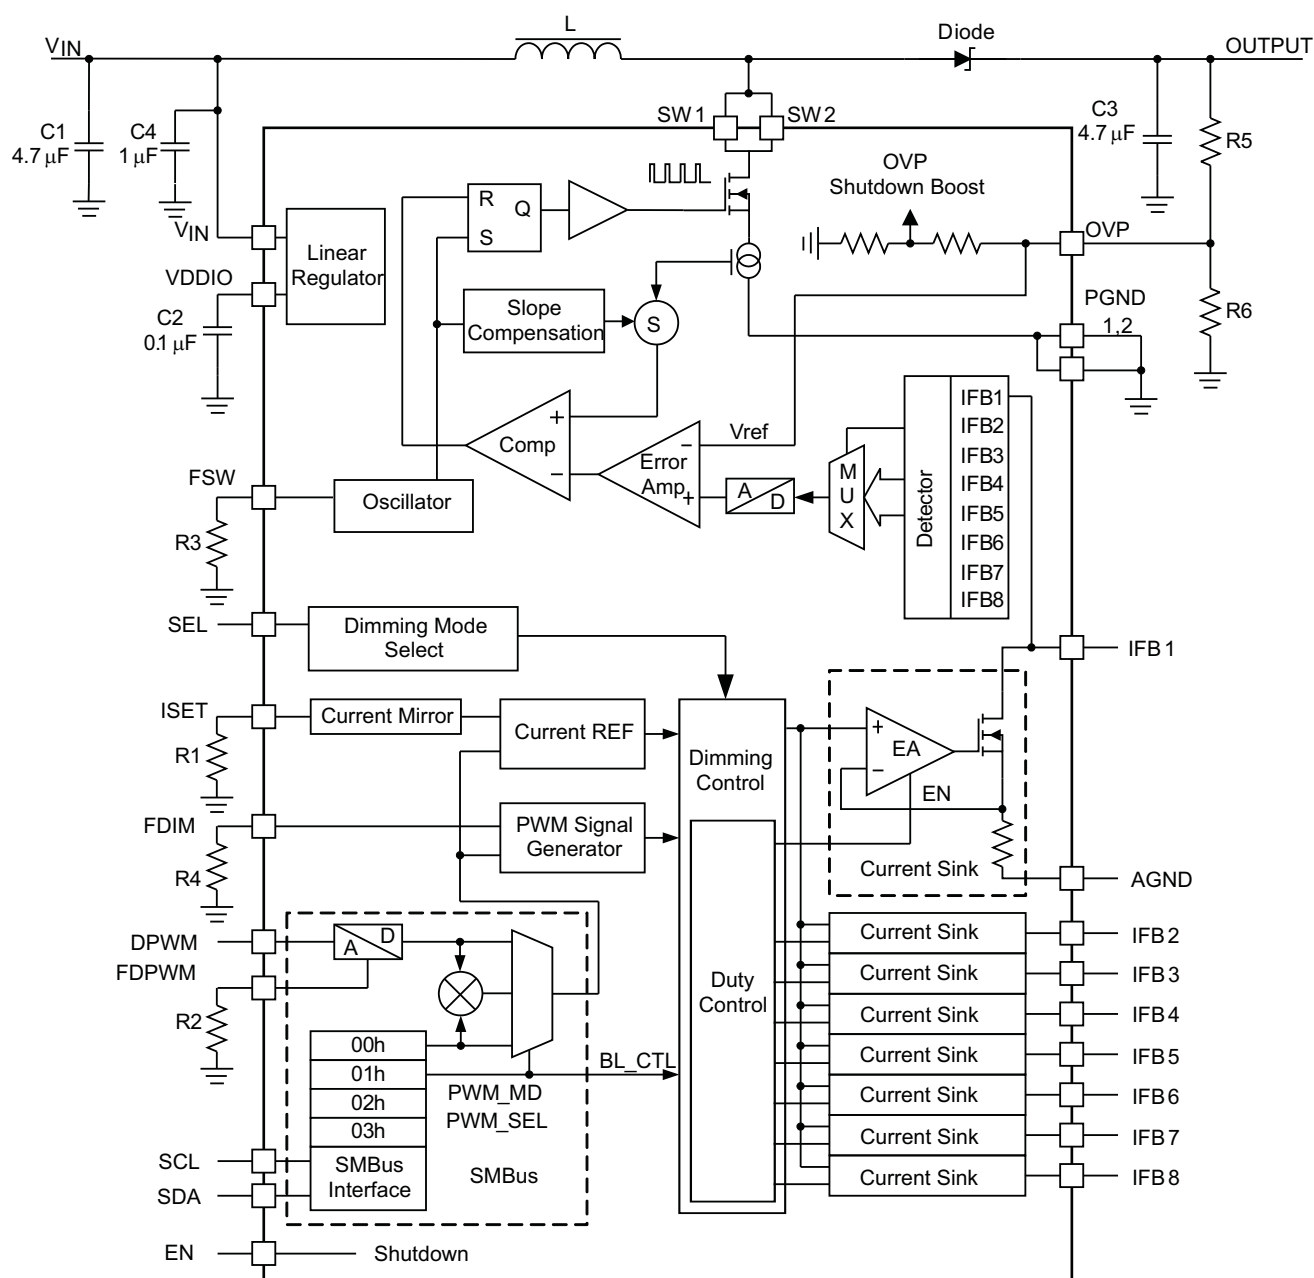 L
Diode
VIN
OUTPUT
SW1
SW2
C1
4.7 µF
C4
1 µF
C3
4.7 µF
R5
OVP
Shutdown Boost
R
S
Q
VIN
Linear
Regulator
OVP
VDDIO
C2
0.1 µF
Slope
Compensation
S
PGND
1,2
R6
Comp
+
−
Error
Amp
−
+
Vref
A
D
M
U
X
Detector
IFB1
IFB2
IFB3
IFB4
IFB5
IFB6
IFB7
IFB8
FSW
Oscillator
R3
SEL
Dimming Mode
Select
IFB1
ISET
Current Mirror
Current REF
R1
Dimming
Control
+
EA
−
EN
FDIM
PWM Signal
Generator
R4
Current Sink
AGND
DPWM
A
D
FDPWM
R2
Duty
Control
Current Sink
IFB2
Current Sink
IFB3
Current Sink
IFB4
Current Sink
IFB5
Current Sink
IFB6
Current Sink
IFB7
Current Sink
IFB8
00h
01h
02h
03h
BL_CTL
PWM_MD
PWM_SEL
SCL
SDA
SMBus
Interface
SMBus
EN
Shutdown